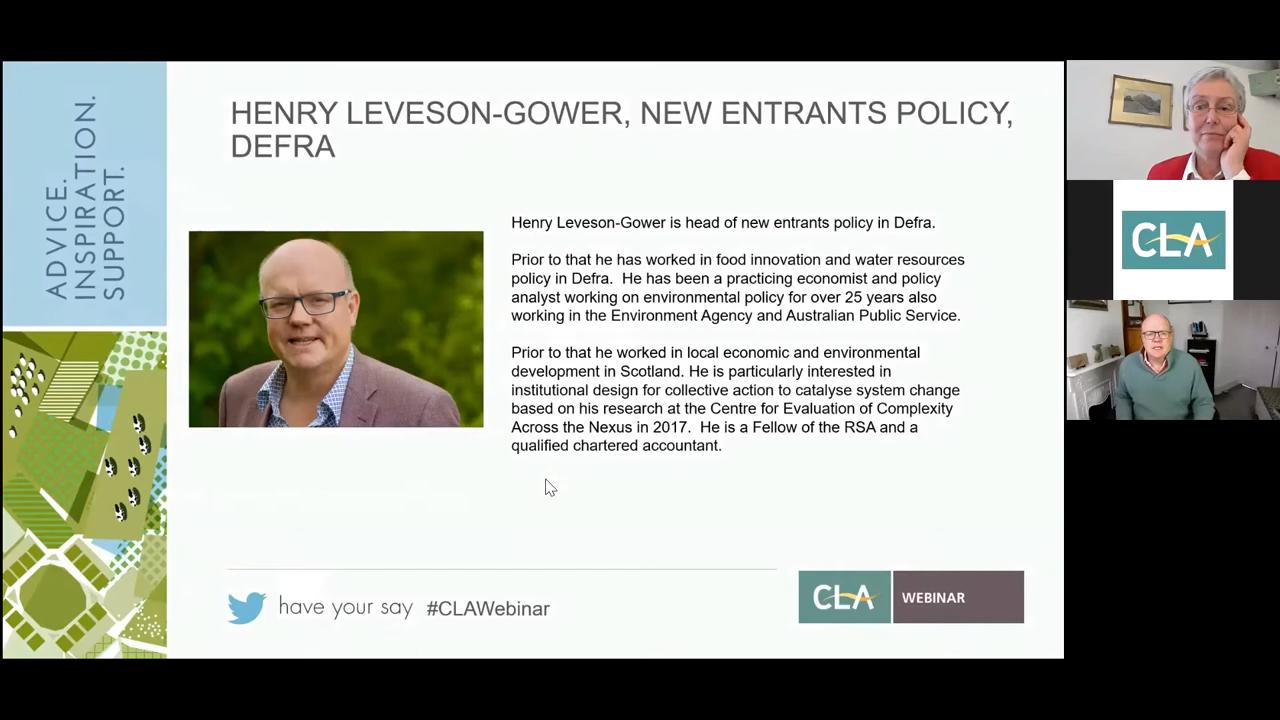 ADVICE.
INSPIRATION.
SUPPORT.
HENRY LEVESON-GOWER, NEW ENTRANTS POLICY,
DEFRA
Henry Leveson-Gower is head of new entrants policy in Defra.
Prior to that he has worked in food innovation and water resources
policy in Defra. He has been a practicing economist and policy
analyst working on environmental policy for over 25 years also
working in the Environment Agency and Australian Public Service.
Prior to that he worked in local economic and environmental
development in Scotland. He is particularly interested in
institutional design for collective action to catalyse system change
based on his research at the Centre for Evaluation of Complexity
Across the Nexus in 2017. He is a Fellow of the RSA and a
qualified chartered accountant.
have your say #CLAWebinar
CLA WEBINAR
CLA